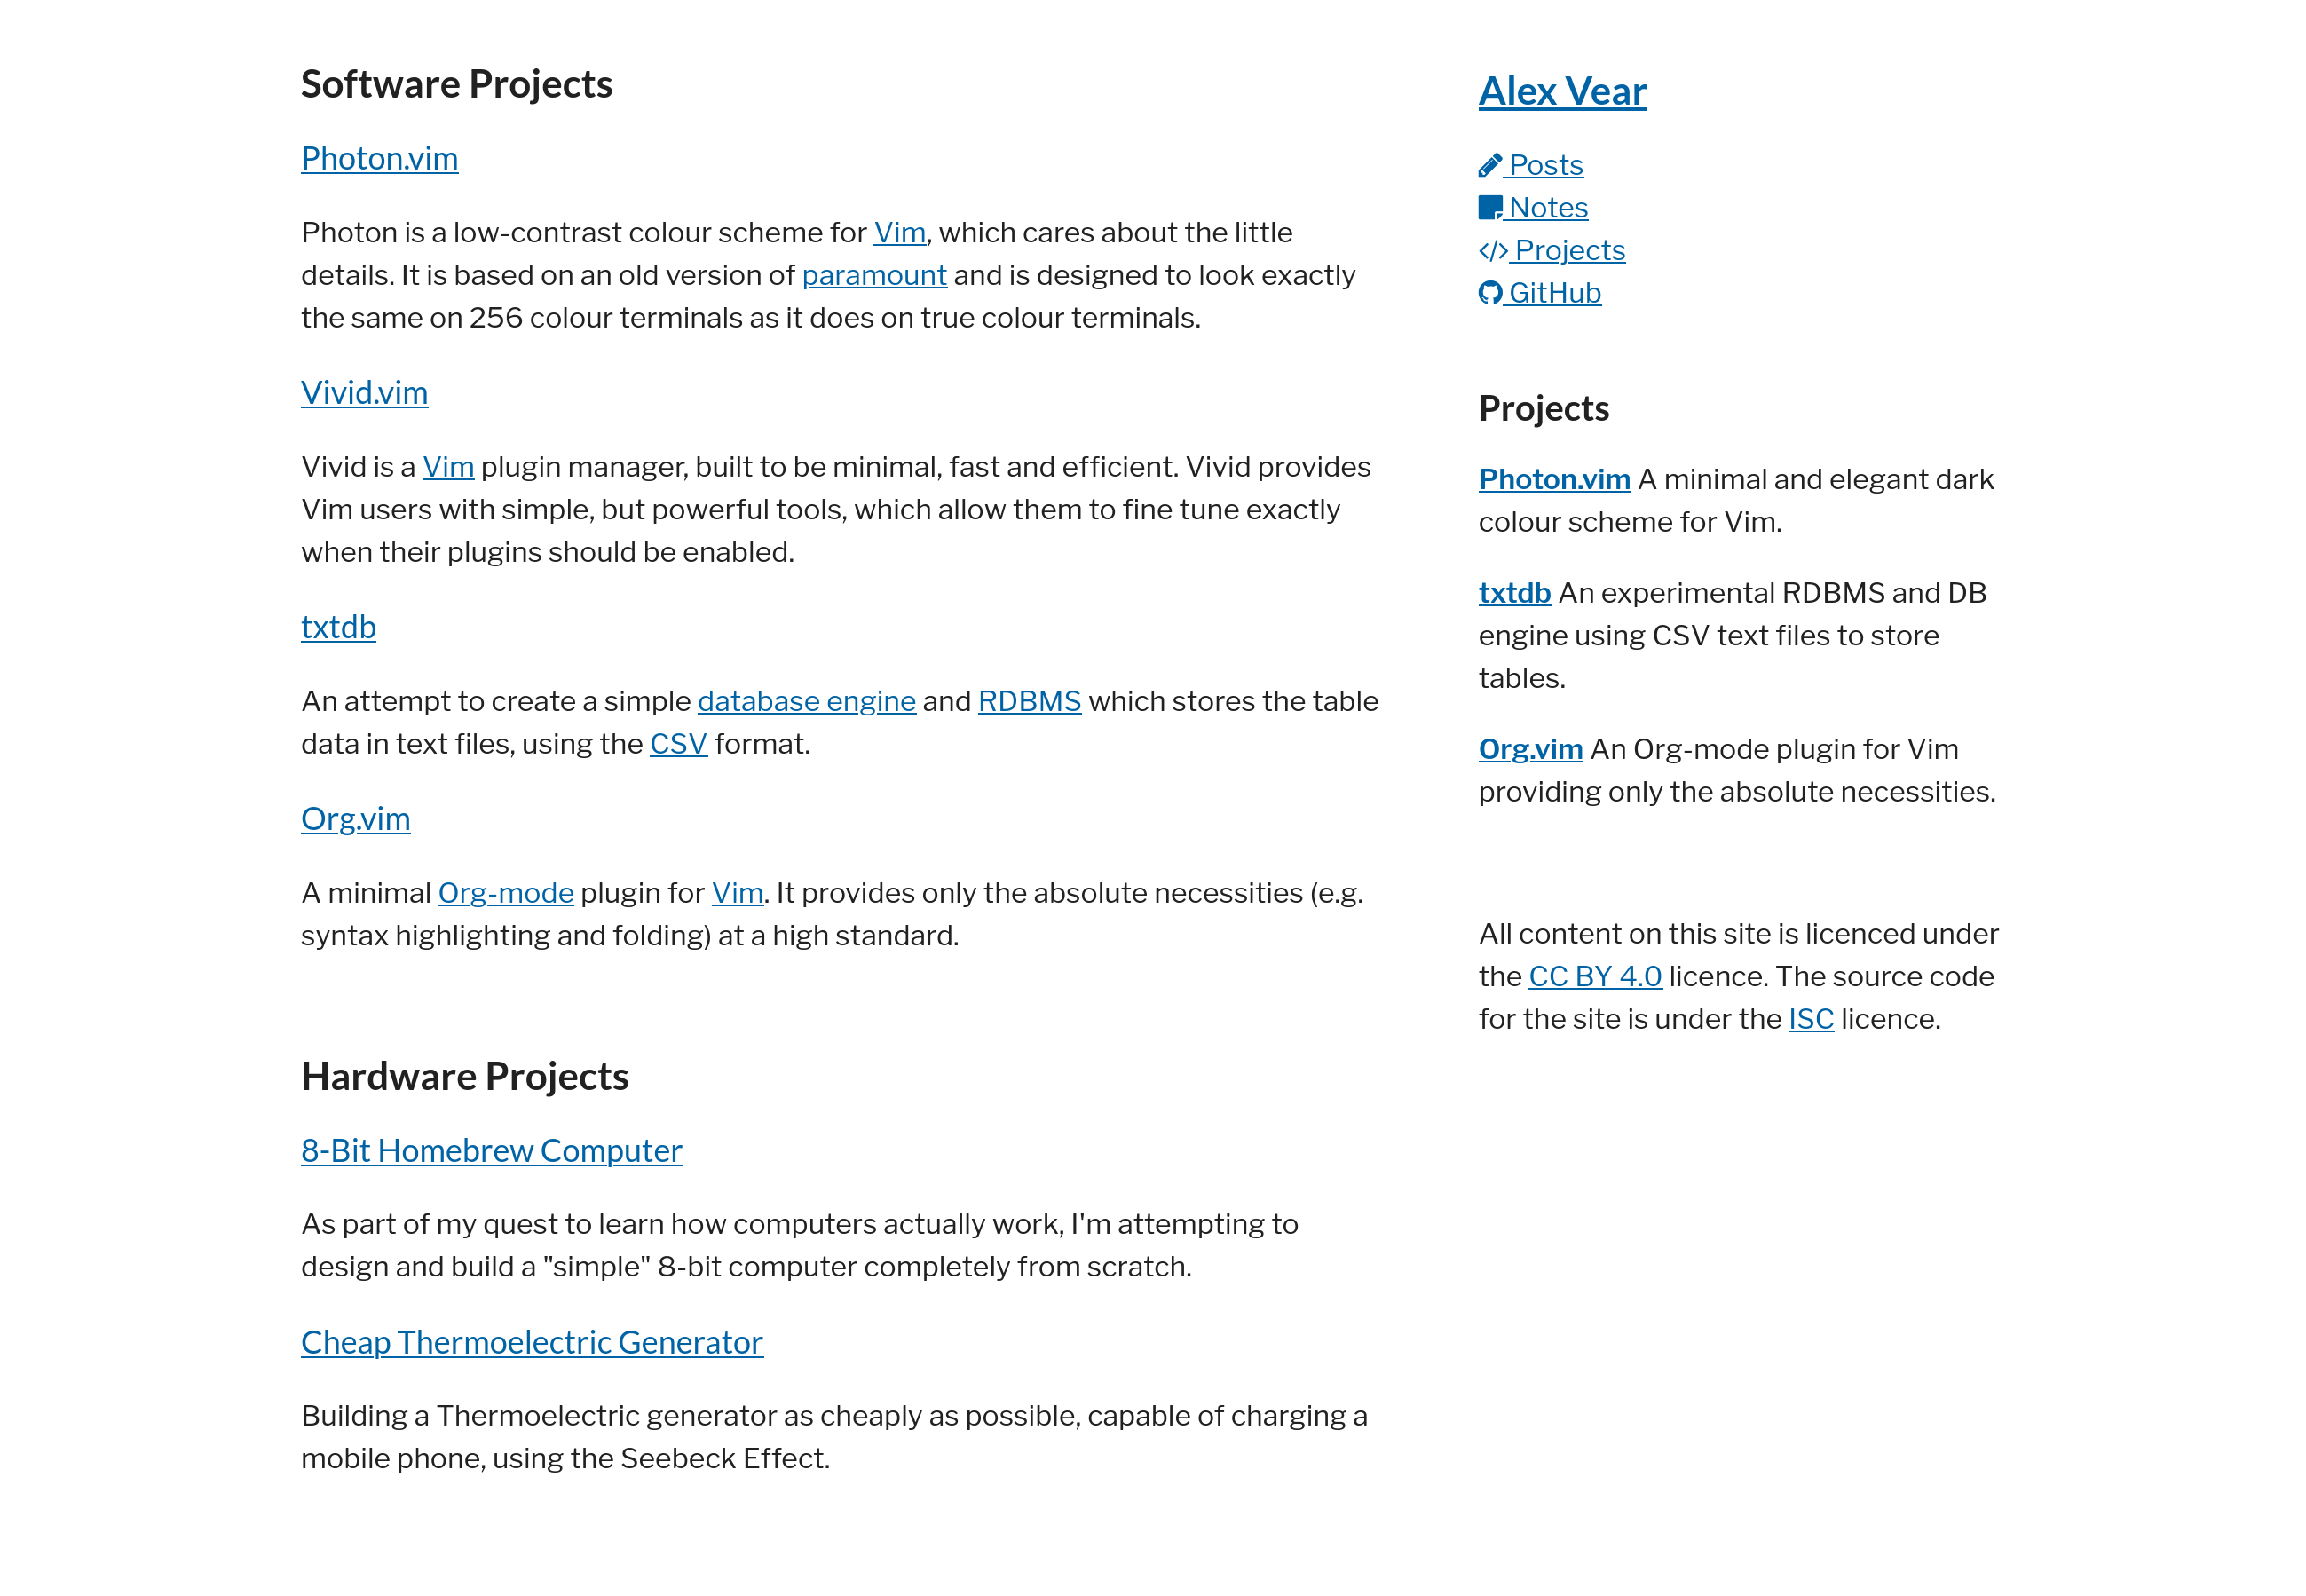 Software Projects
Photon.vim
Photon is a low-contrast colour scheme for Vim, which cares about the little
details. It is based on an old version of paramount and is designed to look exactly
the same on 256 colour terminals as it does on true colour terminals.
Vivid.vim
Vivid is a Vim plugin manager, built to be minimal, fast and efficient. Vivid provides
Vim users with simple, but powerful tools, which allow them to fine tune exactly
when their plugins should be enabled.
txtdb
An attempt to create a simple database engine and RDBMS which stores the table
data in text files, using the CSV format.
Org.vim
A minimal Org-mode plugin for Vim. It provides only the absolute necessities (e.g.
syntax highlighting and folding) at a high standard.
Hardware Projects
8-Bit Homebrew Computer
As part of my quest to learn how computers actually work, I'm attempting to
design and build a "simple" 8-bit computer completely from scratch.
Cheap Thermoelectric Generator
Building a Thermoelectric generator as cheaply as possible, capable of charging a
mobile phone, using the Seebeck Effect.
Alex Vear
Posts
Notes
Projects
GitHub
Projects
Photon.vim A minimal and elegant dark
colour scheme for Vim.
txtdb An experimental RDBMS and DB
engine using CSV text files to store
tables.
Org.vim An Org-mode plugin for Vim
providing only the absolute necessities.
All content on this site is licenced under
the CC BY 4.0 licence. The source code
for the site is under the ISC licence.